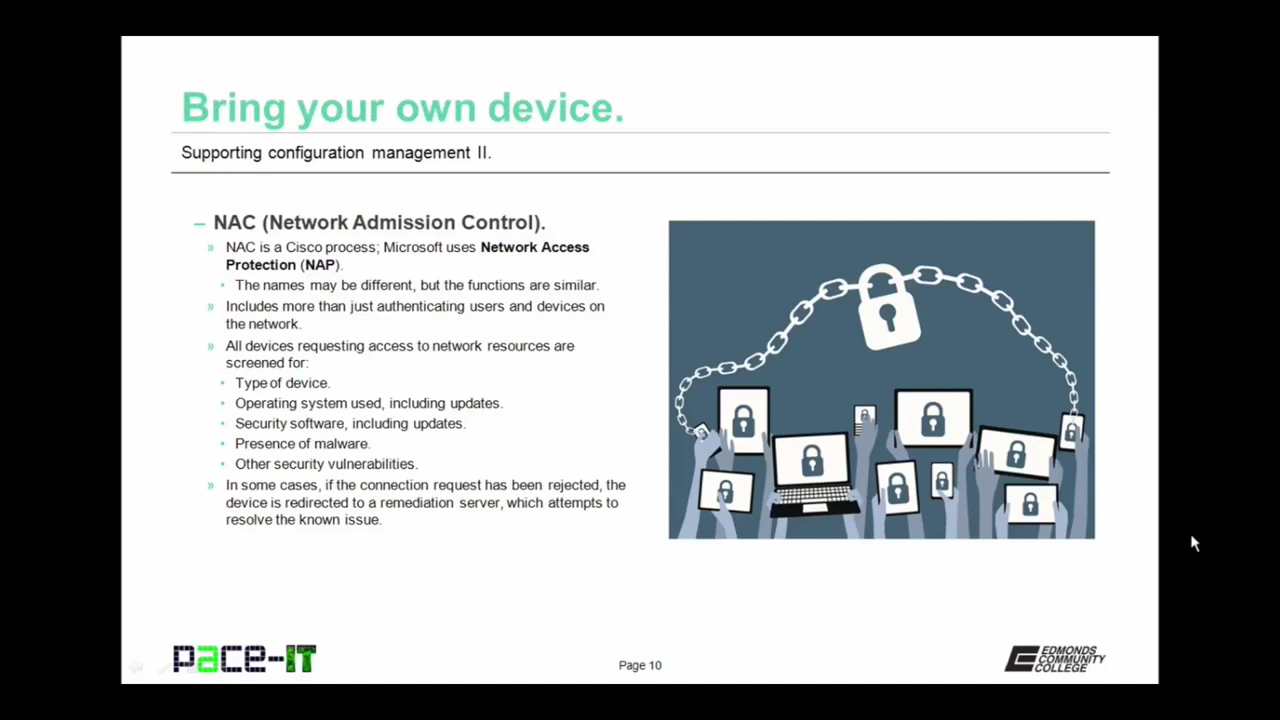 Bring your own device.
Supporting configuration management II.
– NAC (Network Admission Control).
» NAC is a Cisco process; Microsoft uses Network Access
Protection (NAP).
• The names may be different, but the functions are similar.
» Includes more than just authenticating users and devices on
the network.
» All devices requesting access to network resources are
screened for:
• Type of device.
• Operating system used, including updates.
• Security software, including updates.
• Presence of malware.
• Other security vulnerabilities.
» In some cases, if the connection request has been rejected, the
device is redirected to a remediation server, which attempts to
resolve the known issue.
pace-IT
Page 10
EDMONDS
COMMUNITY
COLLEGE